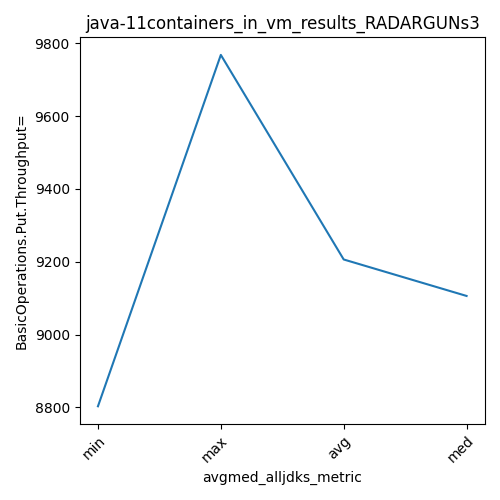 java-11containers_in_vm_results_RADARGUNs3
BasicOperations.Put.Throughput=
9800
9600
9400
9200
9000
8800
min
max
avg
med
avgmed_alljdks_metric